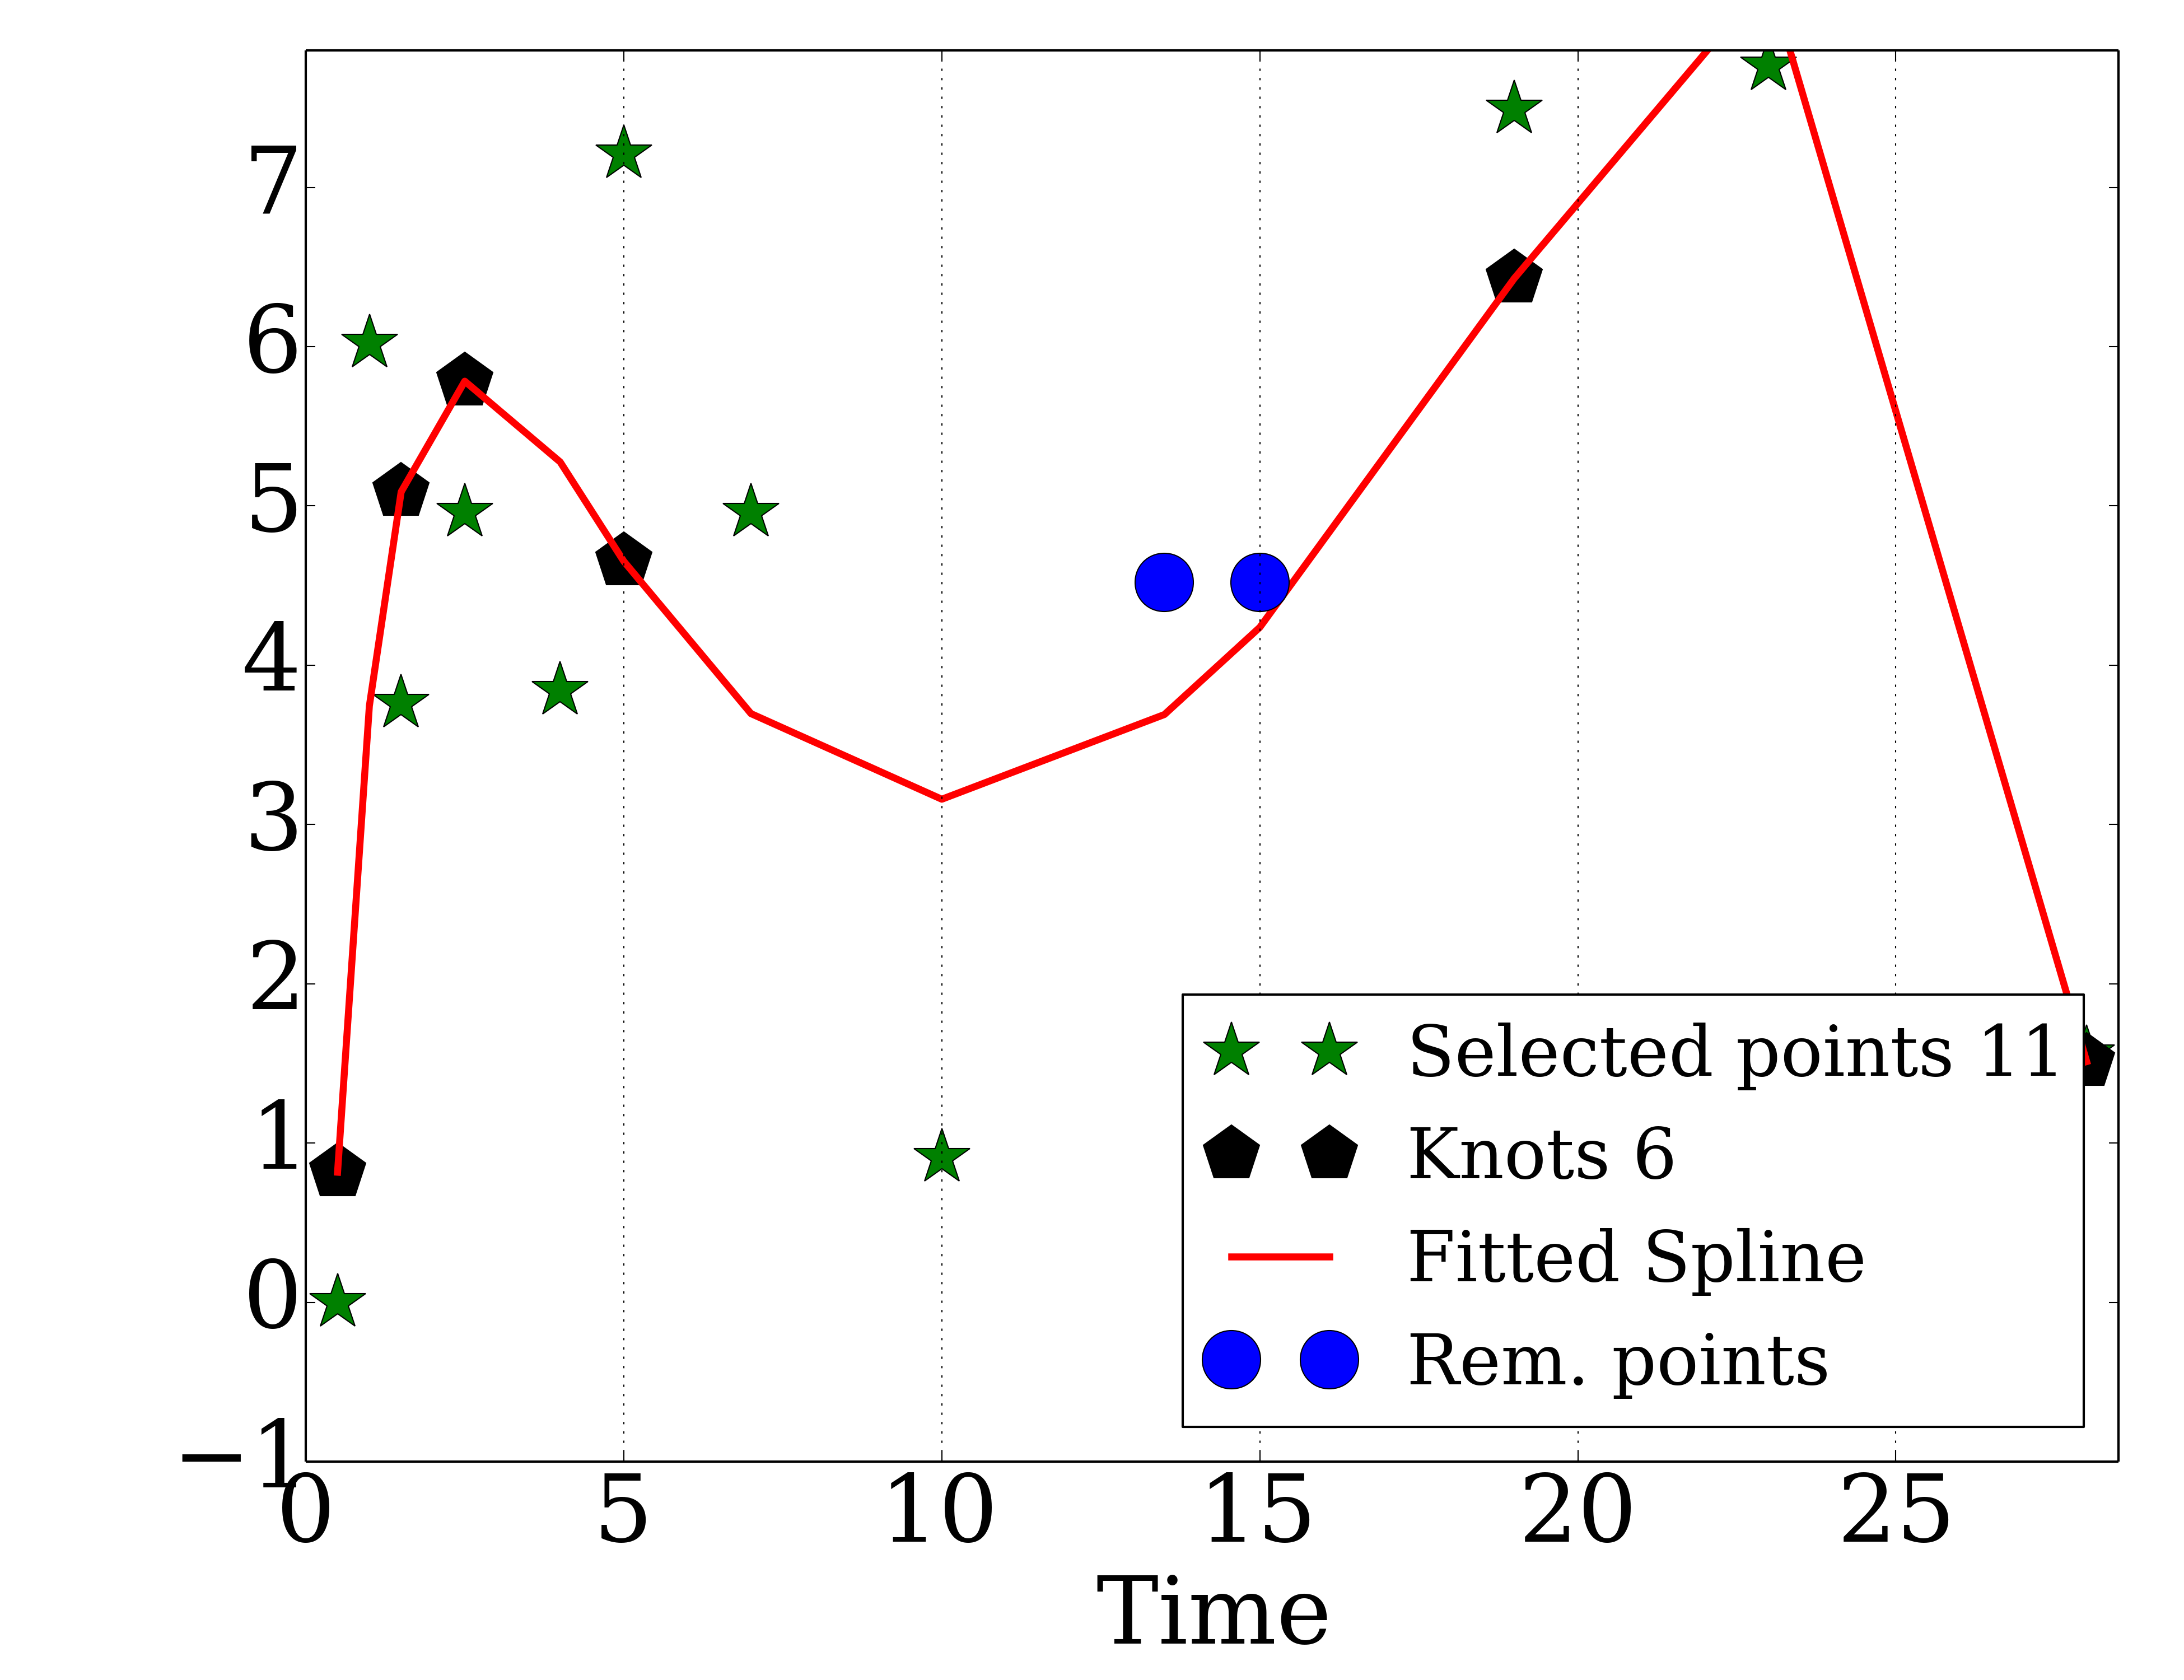 7
6
5
4
3
2
1
0
−1
0 5 10 15 20 25
Time
Selected points 11
Knots 6
Fitted Spline
Rem. points